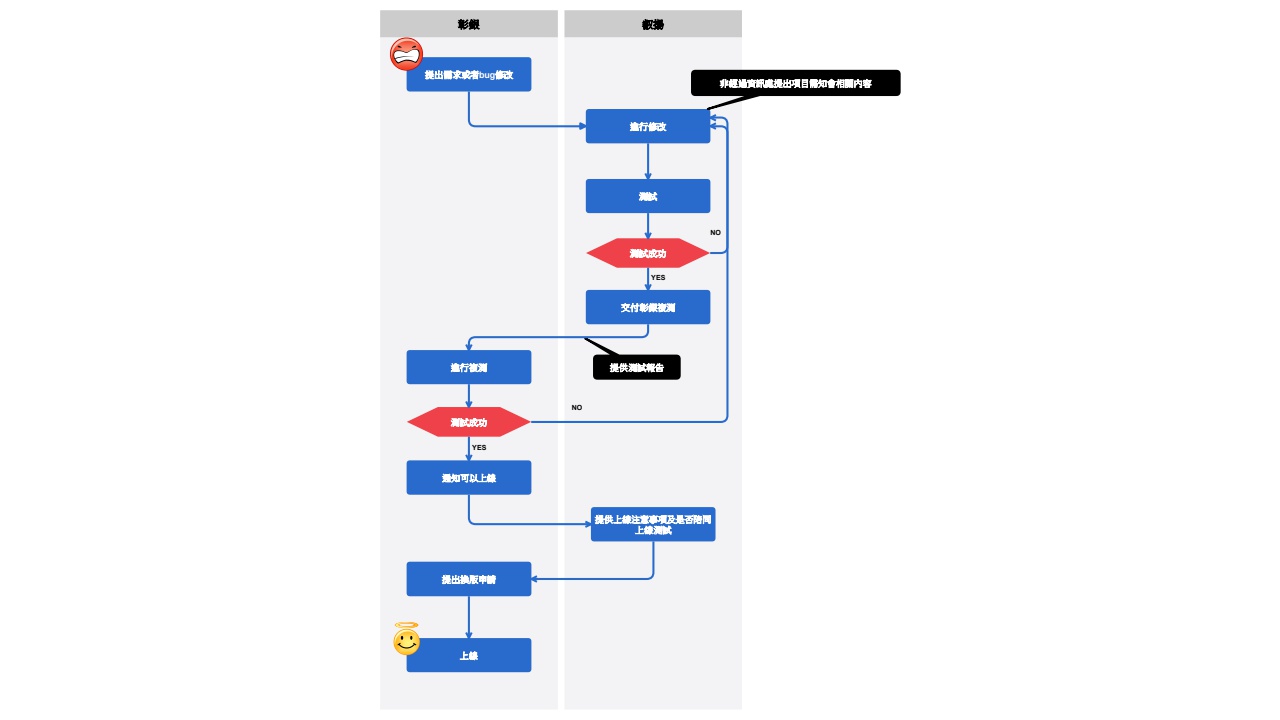 彰銀
叡揚
提出需求或者bug修改
非經過資訊處提出項目需知會相關內容
進行修改
測試
NO
測試成功
YES
交付彰銀複測
進行複測
提供測試報告
NO
測試成功
YES
通知可以上線
提供上線注意事項及是否陪同
上線測試
提出換版申請
上線